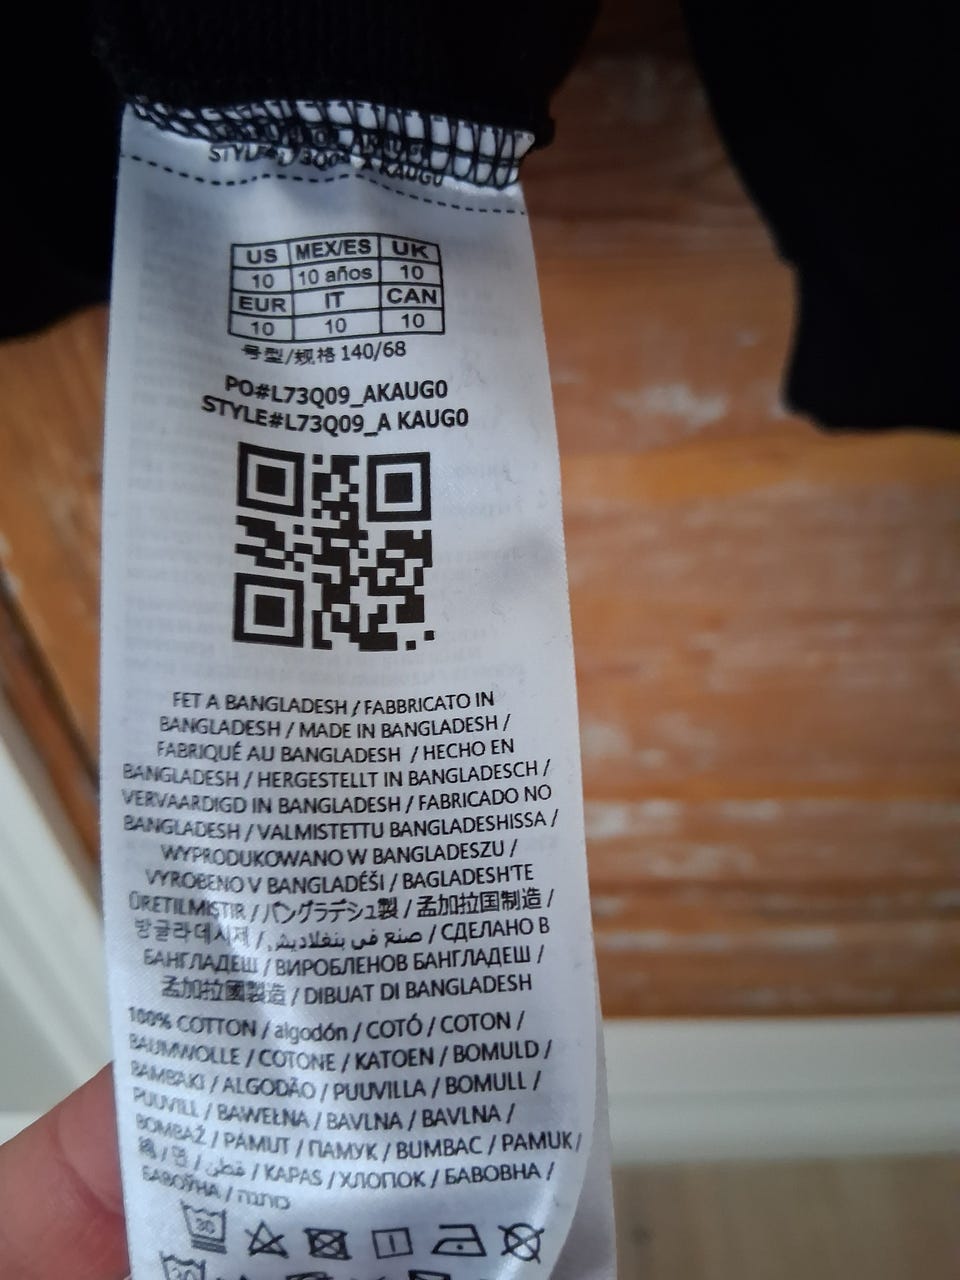 STYLE
A KAUG0
US MEX/ES UK
10 10 años 10
EUR IT CAN
10 10 10
号型/规格 140/68
PO#L73Q09_AKAUG0
STYLE#L73Q09_A KAUG0
FET A BANGLADESH / FABBRICATO IN
BANGLADESH / MADE IN BANGLADESH /
FABRIQUÉ AU BANGLADESH / HECHO EN
BANGLADESH / HERGESTELLT IN BANGLADESCH /
VERVAARDIGD IN BANGLADESH / FABRICADO NO
BANGLADESH / VALMISTETTU BANGLADESHISSA /
WYPRODUKOWANO W BANGLADESZU /
VYROBENO V BANGLADÉŠI / BAGLADESH'TE
ÜRETILMISTIR / バングラデシュ製 / 孟加拉国制造 /
방글라데시제 / صنع في بنغلاديش / СДЕЛАНО В
БАНГЛАДЕШ / ВИРОБЛЕНОВ БАНГЛАДЕШ /
孟加拉國製造 / DIBUAT DI BANGLADESH
100% COTTON / algodón / COTÓ / COTON /
BAUMWOLLE / COTONE / KATOEN / BOMULD /
BAMBAKI / ALGODÃO / PUUVILLA / BOMULL /
PUUVILL / BAWEŁNA / BAVLNA / BAVLNA /
BOMBAŽ / PAMUT / ПАМУК / BUMBAC / PAMUK /
綿 / 면 / قطن / KAPAS / ХЛОПОК / БАВОВНА /
БАВОЎНА / כותנה
30
30